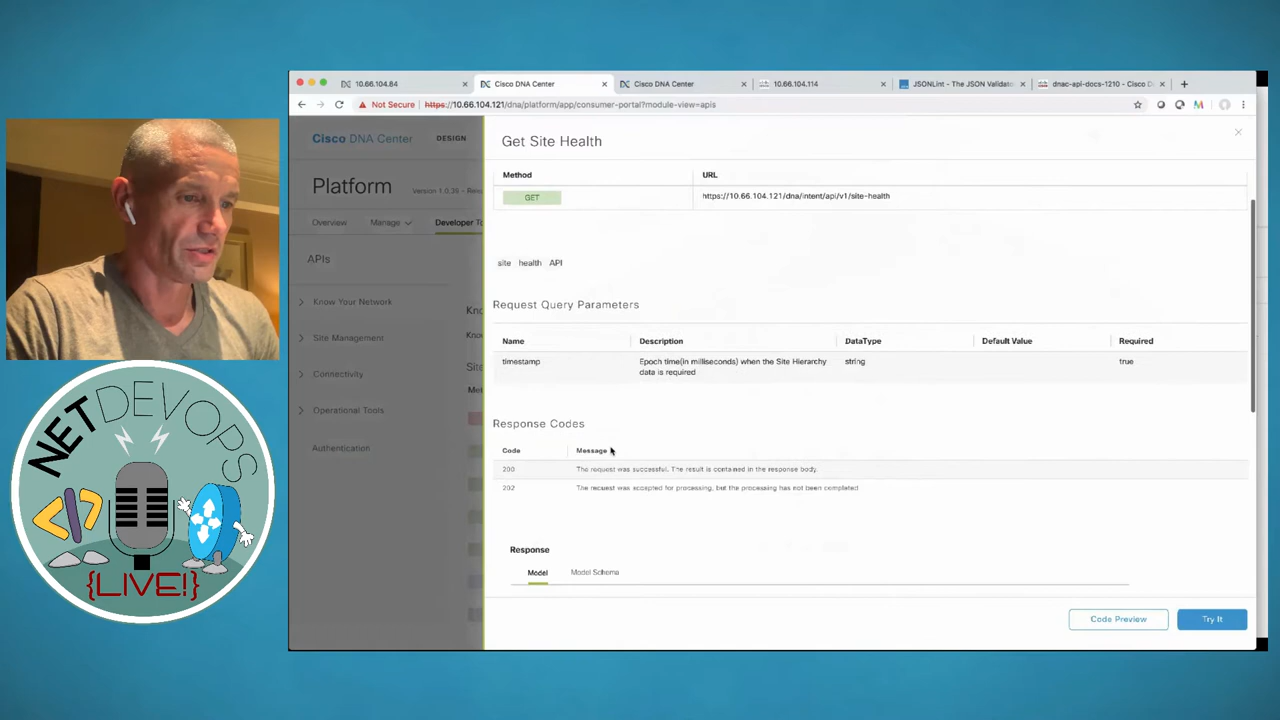 10.66.104.84
Cisco DNA Center
Cisco DNA Center
10.66.104.114
JSONLint - The JSON Validato
dnac-api-docs-1210 - Cisco D
Not Secure https://10.66.104.121/dna/platform/app/consumer-portal?module-view=apis
Cisco DNA Center DESIGN
Platform
Overview Manage Developer To
APIs
Know Your Network
Site Management
Connectivity
Operational Tools
Authentication
Kno
Kno
Site
Met
Get Site Health
Method URL
GET https://10.66.104.121/dna/intent/api/v1/site-health
site health API
Request Query Parameters
Name Description DataType Default Value Required
timestamp Epoch time(in milliseconds) when the Site Hierarchy string true
data is required
Response Codes
Code Message
200 The request was successful. The result is contained in the response body.
202 The request was accepted for processing, but the processing has not been completed
Response
Model Model Schema
Code Preview Try It
NETDEVOPS
</>
{LIVE!}